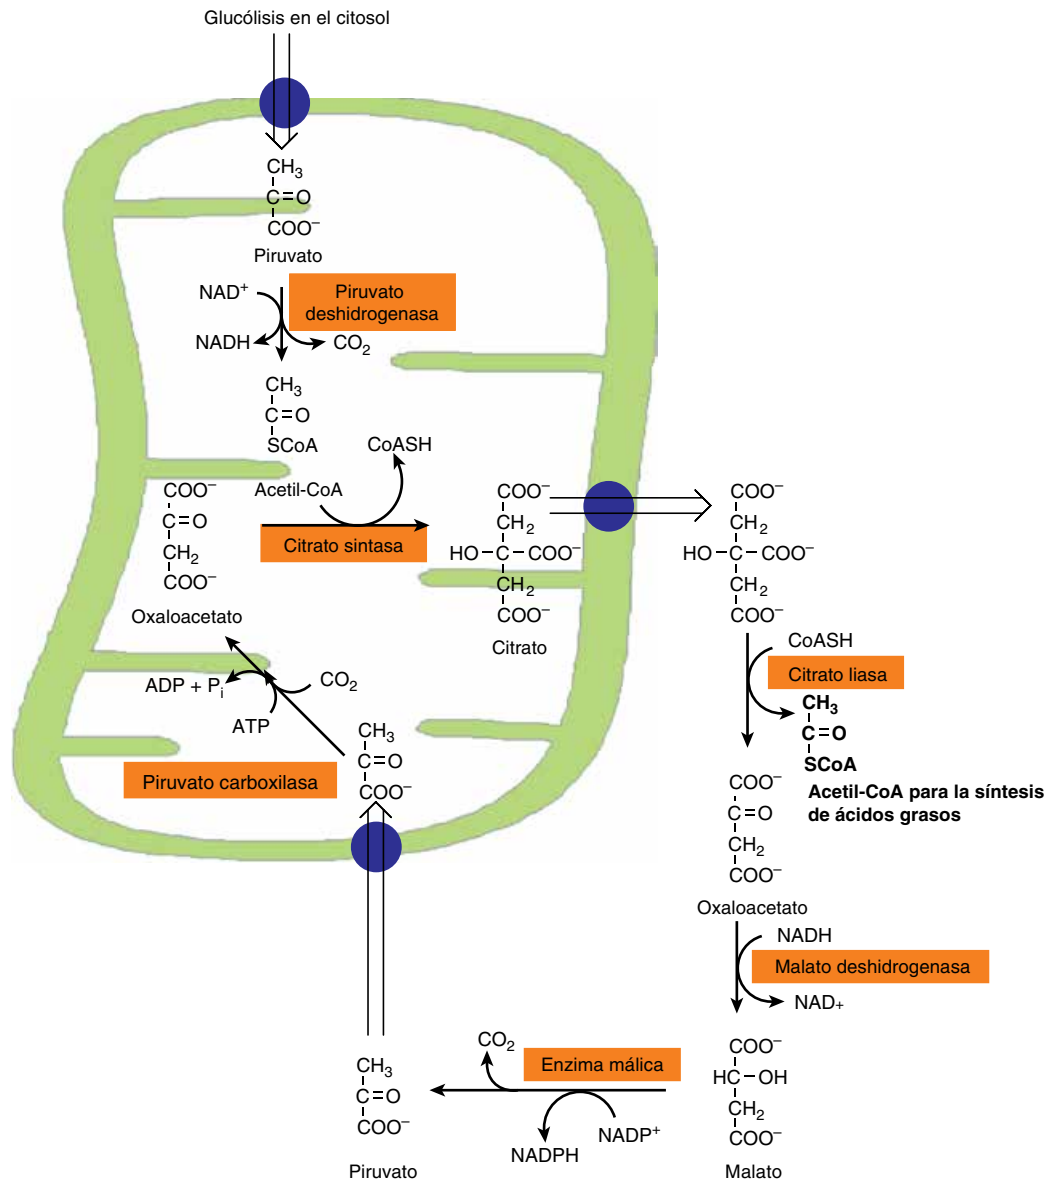 Glucólisis en el citosol
CH₃
C=O
COO⁻
Piruvato
NAD⁺
Piruvato
deshidrogenasa
NADH
CO₂
CH₃
C=O
SCoA
CoASH
Acetil-CoA
COO⁻
C=O
CH₂
COO⁻
Oxaloacetato
Citrato sintasa
COO⁻
CH₂
HO–C–COO⁻
CH₂
COO⁻
Citrato
COO⁻
CH₂
HO–C–COO⁻
CH₂
COO⁻
CoASH
Citrato liasa
CH₃
C=O
SCoA
Acetil-CoA para la síntesis
de ácidos grasos
ADP + Pᵢ
CO₂
ATP
Piruvato carboxilasa
CH₃
C=O
COO⁻
COO⁻
C=O
CH₂
COO⁻
Oxaloacetato
NADH
Malato deshidrogenasa
NAD₊
COO⁻
HC–OH
CH₂
COO⁻
Malato
CO₂
Enzima málica
NADPH
NADP⁺
CH₃
C=O
COO⁻
Piruvato